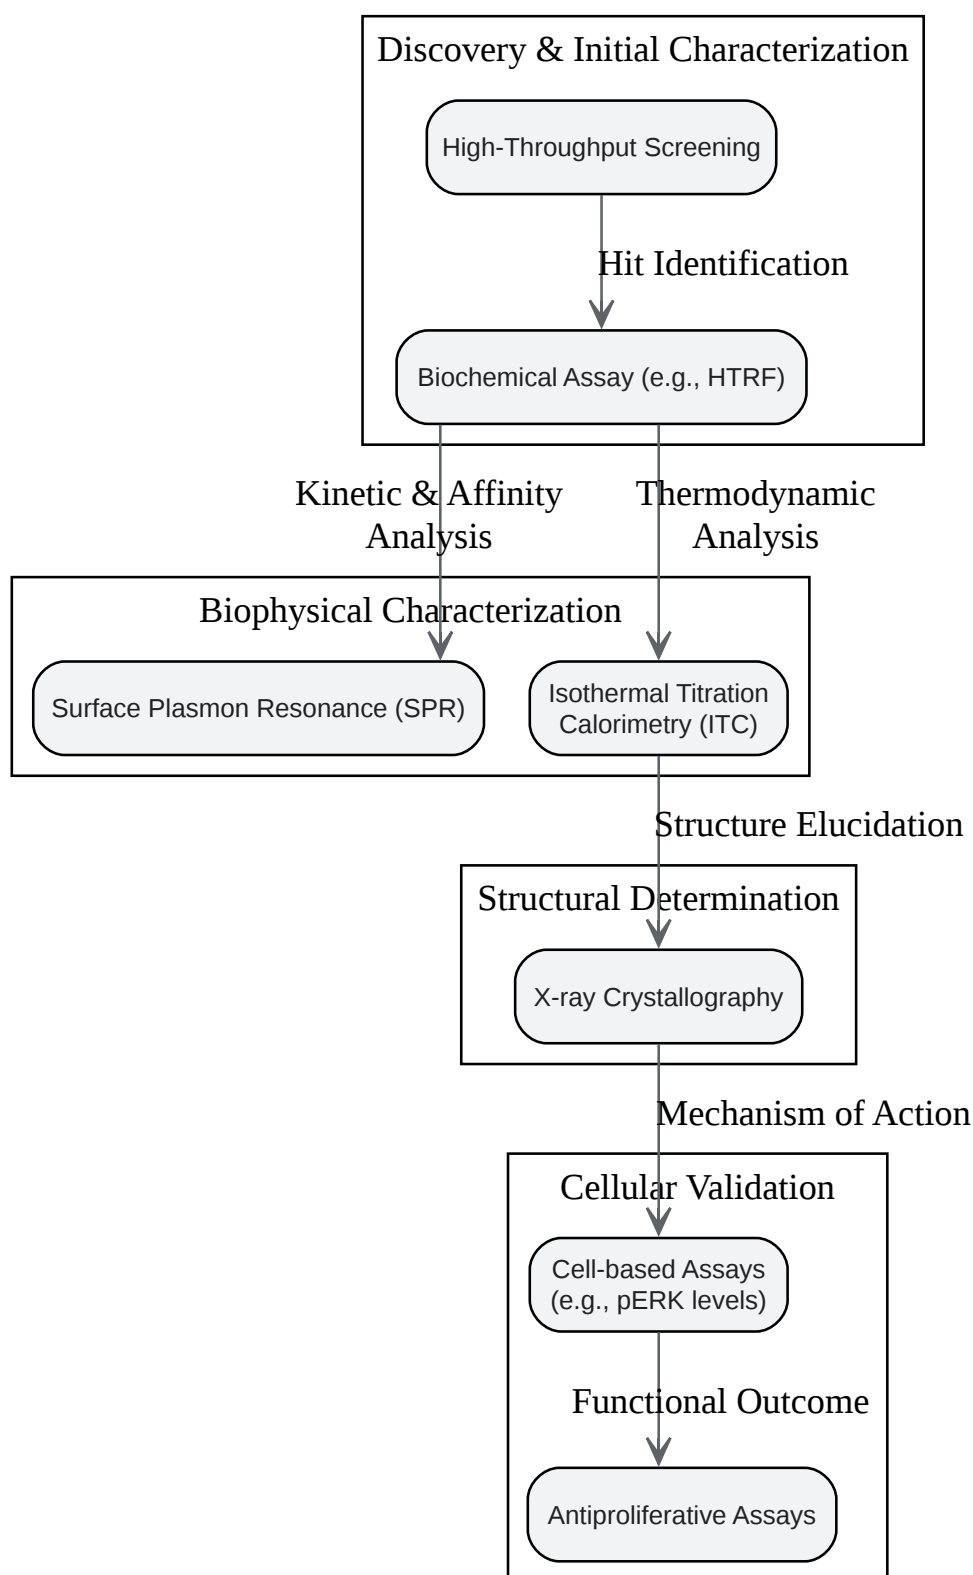 Discovery & Initial Characterization
High-Throughput Screening
Hit Identification
Biochemical Assay (e.g., HTRF)
Kinetic & Affinity
Analysis
Thermodynamic
Analysis
Biophysical Characterization
Surface Plasmon Resonance (SPR)
Isothermal Titration
Calorimetry (ITC)
Structure Elucidation
Structural Determination
X-ray Crystallography
Mechanism of Action
Cellular Validation
Cell-based Assays
(e.g., pERK levels)
Functional Outcome
Antiproliferative Assays